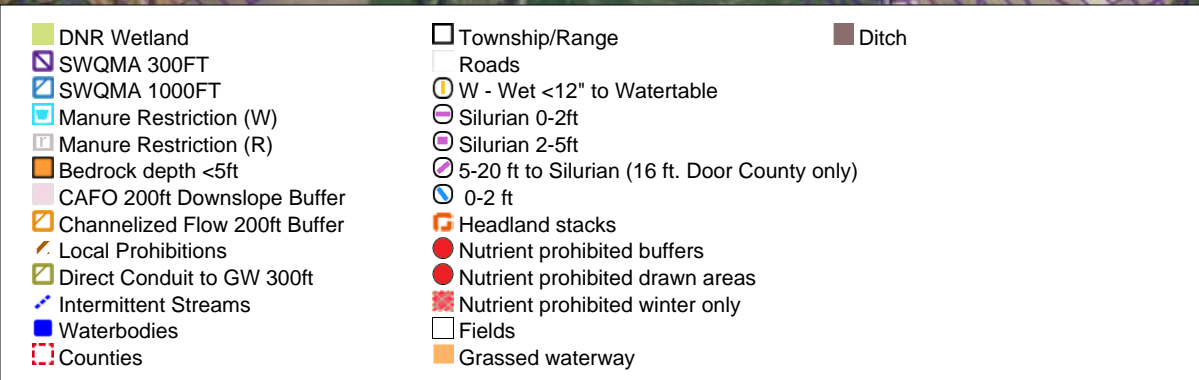 DNR Wetland
SWQMA 300FT
SWQMA 1000FT
Manure Restriction (W)
Manure Restriction (R)
Bedrock depth <5ft
CAFO 200ft Downslope Buffer
Channelized Flow 200ft Buffer
Local Prohibitions
Direct Conduit to GW 300ft
Intermittent Streams
Waterbodies
Counties
Township/Range
Roads
W - Wet <12" to Watertable
Silurian 0-2ft
Silurian 2-5ft
5-20 ft to Silurian (16 ft. Door County only)
0-2 ft
Headland stacks
Nutrient prohibited buffers
Nutrient prohibited drawn areas
Nutrient prohibited winter only
Fields
Grassed waterway
Ditch